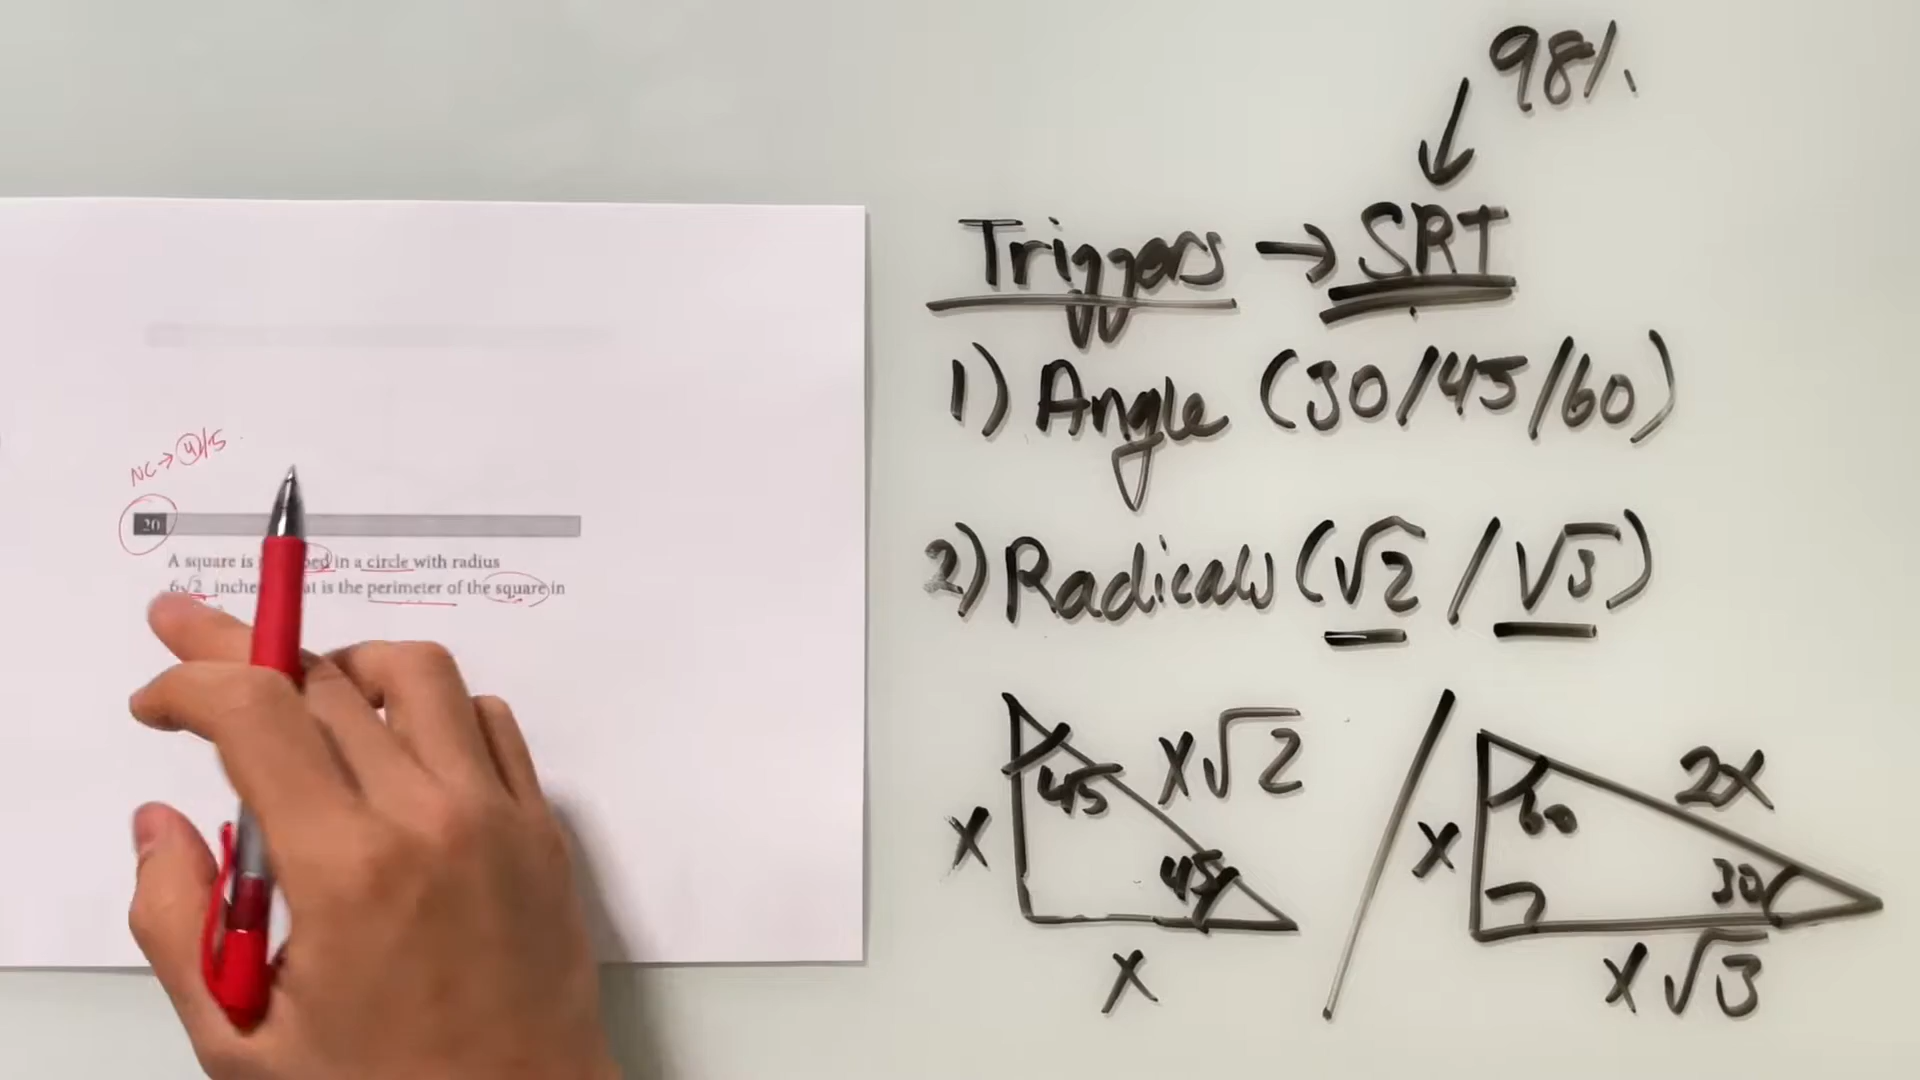 98%
Triggers → SRT
1) Angle (30/45/60)
2) Radicals (√2 / √3)
45 x√2
x
45
x
60 2x
x
30
x√3
NC → 4/5
20
A square is in a circle with radius
6√2 is the perimeter of the square in